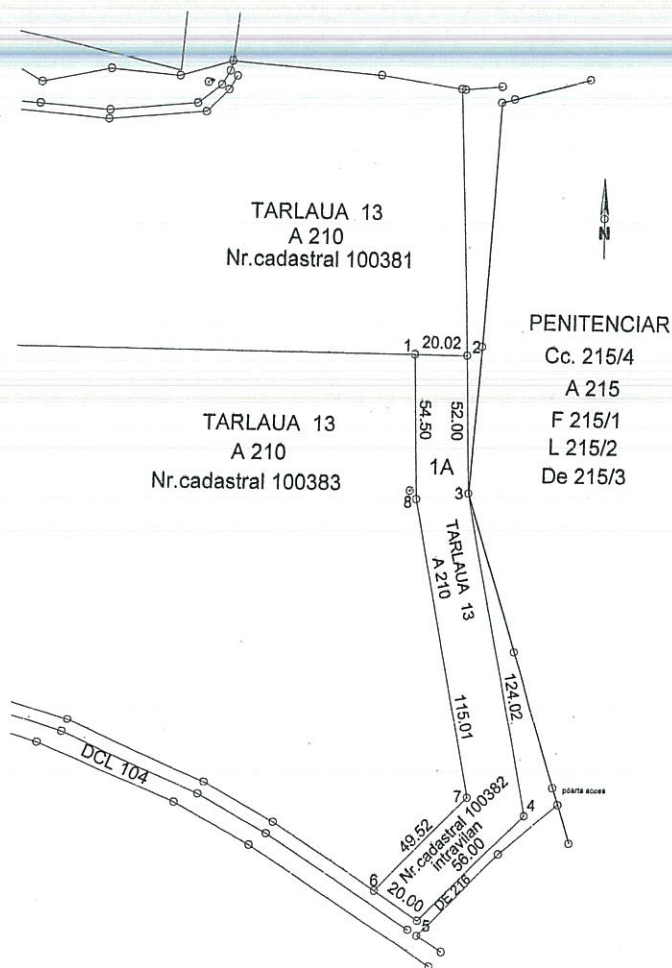 TARLAUA 13
A 210
Nr.cadastral 100381
N
PENITENCIAR
Cc. 215/4
A 215
F 215/1
L 215/2
De 215/3
1
20.02
2
54.50
52.00
TARLAUA 13
A 210
Nr.cadastral 100383
1A
3
8
TARLAUA 13
A 210
115.01
124.02
DCL 104
7
poarta acces
4
49.52
Nr.cadastral 100382
intravilan
56.00
6
20.00
DE 216
5